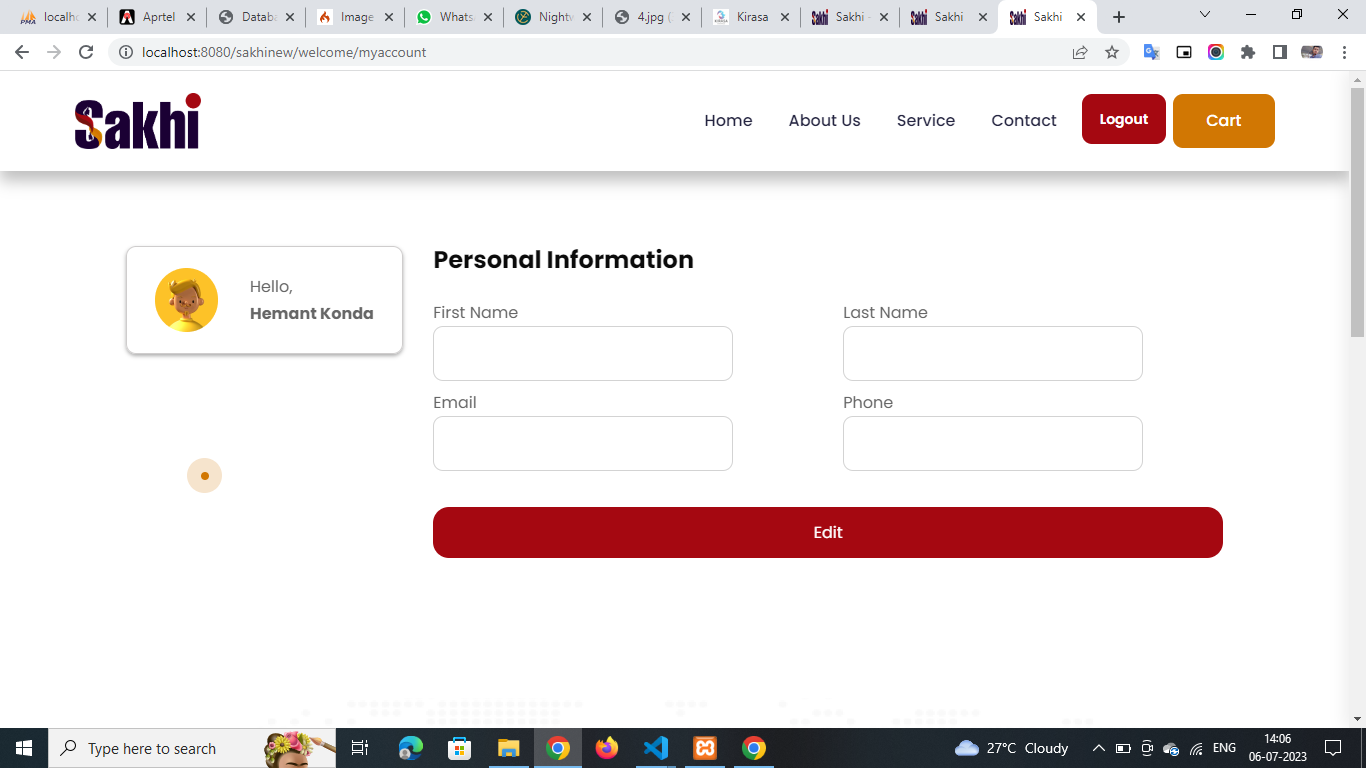 localho
Aprtel
Databa
Image
Whats
Nightv
4.jpg (
Kirasa
Sakhi -
Sakhi
Sakhi
localhost:8080/sakhinew/welcome/myaccount
Sakhi
Home
About Us
Service
Contact
Logout
Cart
Hello,
Hemant Konda
Personal Information
First Name
Last Name
Email
Phone
Edit
Type here to search
27°C Cloudy
ENG
14:06
06-07-2023